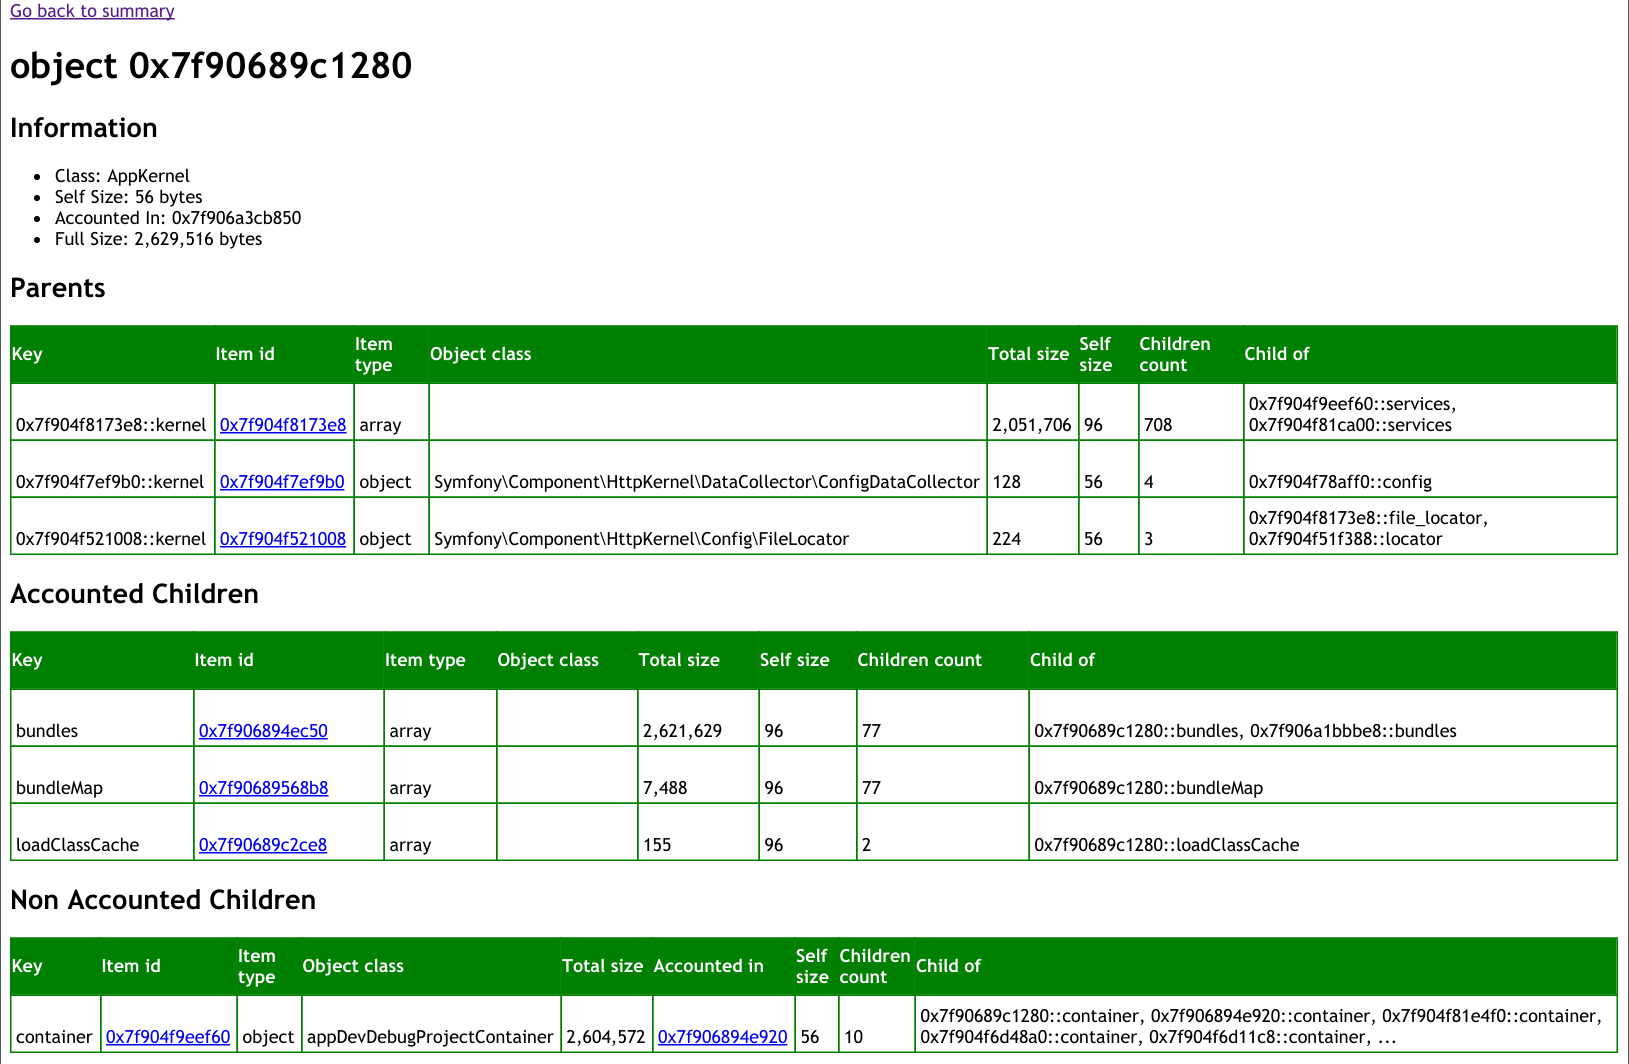 Go back to summary
object 0x7f90689c1280
Information
• Class: AppKernel
• Self Size: 56 bytes
• Accounted In: 0x7f906a3cb850
• Full Size: 2,629,516 bytes
Parents
Key Item id Item type Object class Total size Self size Children count Child of
0x7f904f8173e8::kernel 0x7f904f8173e8 array 2,051,706 96 708 0x7f904f9eef60::services, 0x7f904f81ca00::services
0x7f904f7ef9b0::kernel 0x7f904f7ef9b0 object Symfony\Component\HttpKernel\DataCollector\ConfigDataCollector 128 56 4 0x7f904f78aff0::config
0x7f904f521008::kernel 0x7f904f521008 object Symfony\Component\HttpKernel\Config\FileLocator 224 56 3 0x7f904f8173e8::file_locator, 0x7f904f51f388::locator
Accounted Children
Key Item id Item type Object class Total size Self size Children count Child of
bundles 0x7f906894ec50 array 2,621,629 96 77 0x7f90689c1280::bundles, 0x7f906a1bbbe8::bundles
bundleMap 0x7f90689568b8 array 7,488 96 77 0x7f90689c1280::bundleMap
loadClassCache 0x7f90689c2ce8 array 155 96 2 0x7f90689c1280::loadClassCache
Non Accounted Children
Key Item id Item type Object class Total size Accounted in Self size Children count Child of
container 0x7f904f9eef60 object appDevDebugProjectContainer 2,604,572 0x7f906894e920 56 10 0x7f90689c1280::container, 0x7f906894e920::container, 0x7f904f81e4f0::container, 0x7f904f6d48a0::container, 0x7f904f6d11c8::container, ...